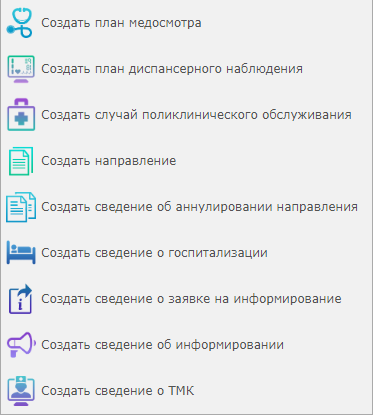 Создать план медосмотра
Создать план диспансерного наблюдения
Создать случай поликлинического обслуживания
Создать направление
Создать сведение об аннулировании направления
Создать сведение о госпитализации
Создать сведение о заявке на информирование
Создать сведение об информировании
Создать сведение о ТМК